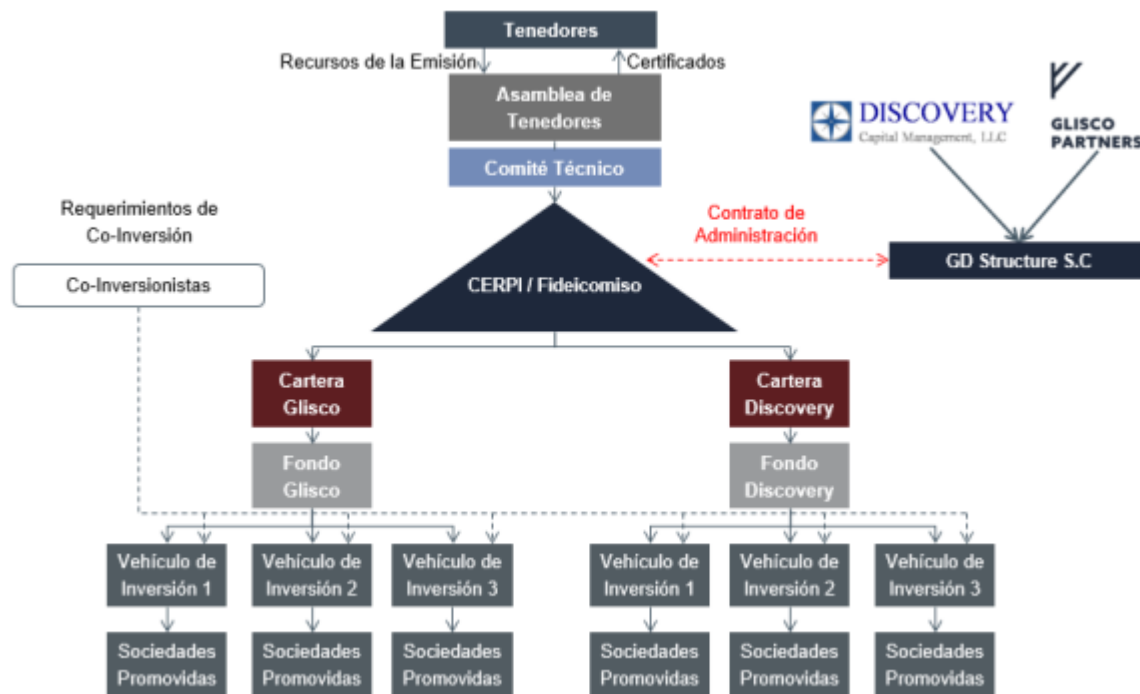 Tenedores
Recursos de la Emisión
Certificados
Asamblea de
Tenedores
Comité Técnico
DISCOVERY
Capital Management, LLC
GLISCO
PARTNERS
Requerimientos de
Co-Inversión
Co-Inversionistas
Contrato de
Administración
GD Structure S.C
CERPI / Fideicomiso
Cartera
Glisco
Cartera
Discovery
Fondo
Glisco
Fondo
Discovery
Vehículo de
Inversión 1
Vehículo de
Inversión 2
Vehículo de
Inversión 3
Vehículo de
Inversión 1
Vehículo de
Inversión 2
Vehículo de
Inversión 3
Sociedades
Promovidas
Sociedades
Promovidas
Sociedades
Promovidas
Sociedades
Promovidas
Sociedades
Promovidas
Sociedades
Promovidas